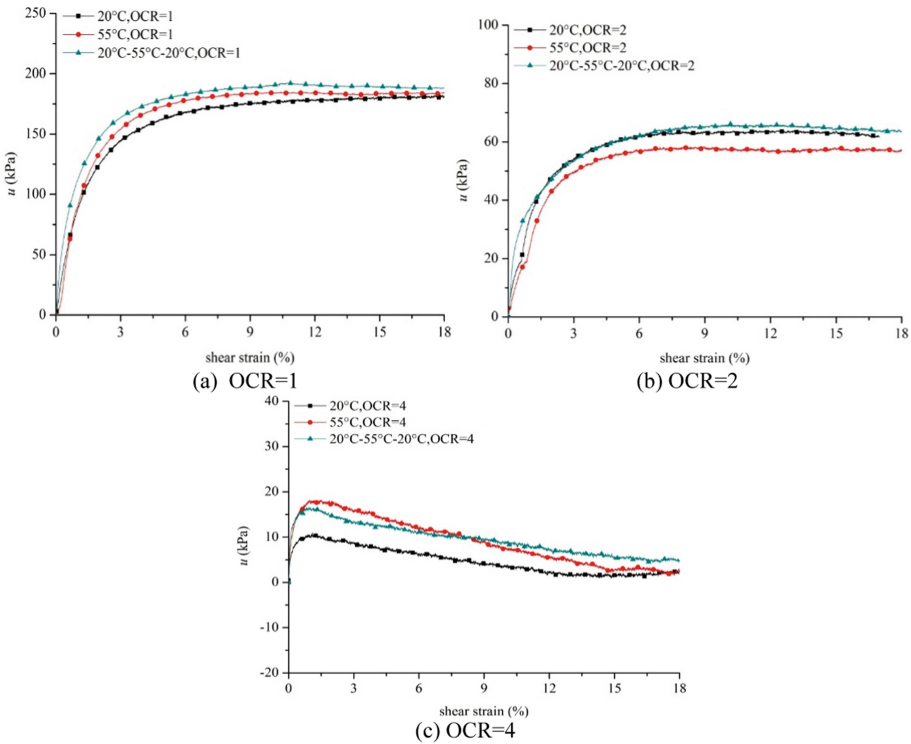 250
200
150
100
50
0
u (kPa)
20°C,OCR=1
55°C,OCR=1
20°C-55°C-20°C,OCR=1
0 3 6 9 12 15 18
shear strain (%)
(a) OCR=1
100
80
60
40
20
0
u (kPa)
20°C,OCR=2
55°C,OCR=2
20°C-55°C-20°C,OCR=2
0 3 6 9 12 15 18
shear strain (%)
(b) OCR=2
40
30
20
10
0
-10
-20
u (kPa)
20°C,OCR=4
55°C,OCR=4
20°C-55°C-20°C,OCR=4
0 3 6 9 12 15 18
shear strain (%)
(c) OCR=4